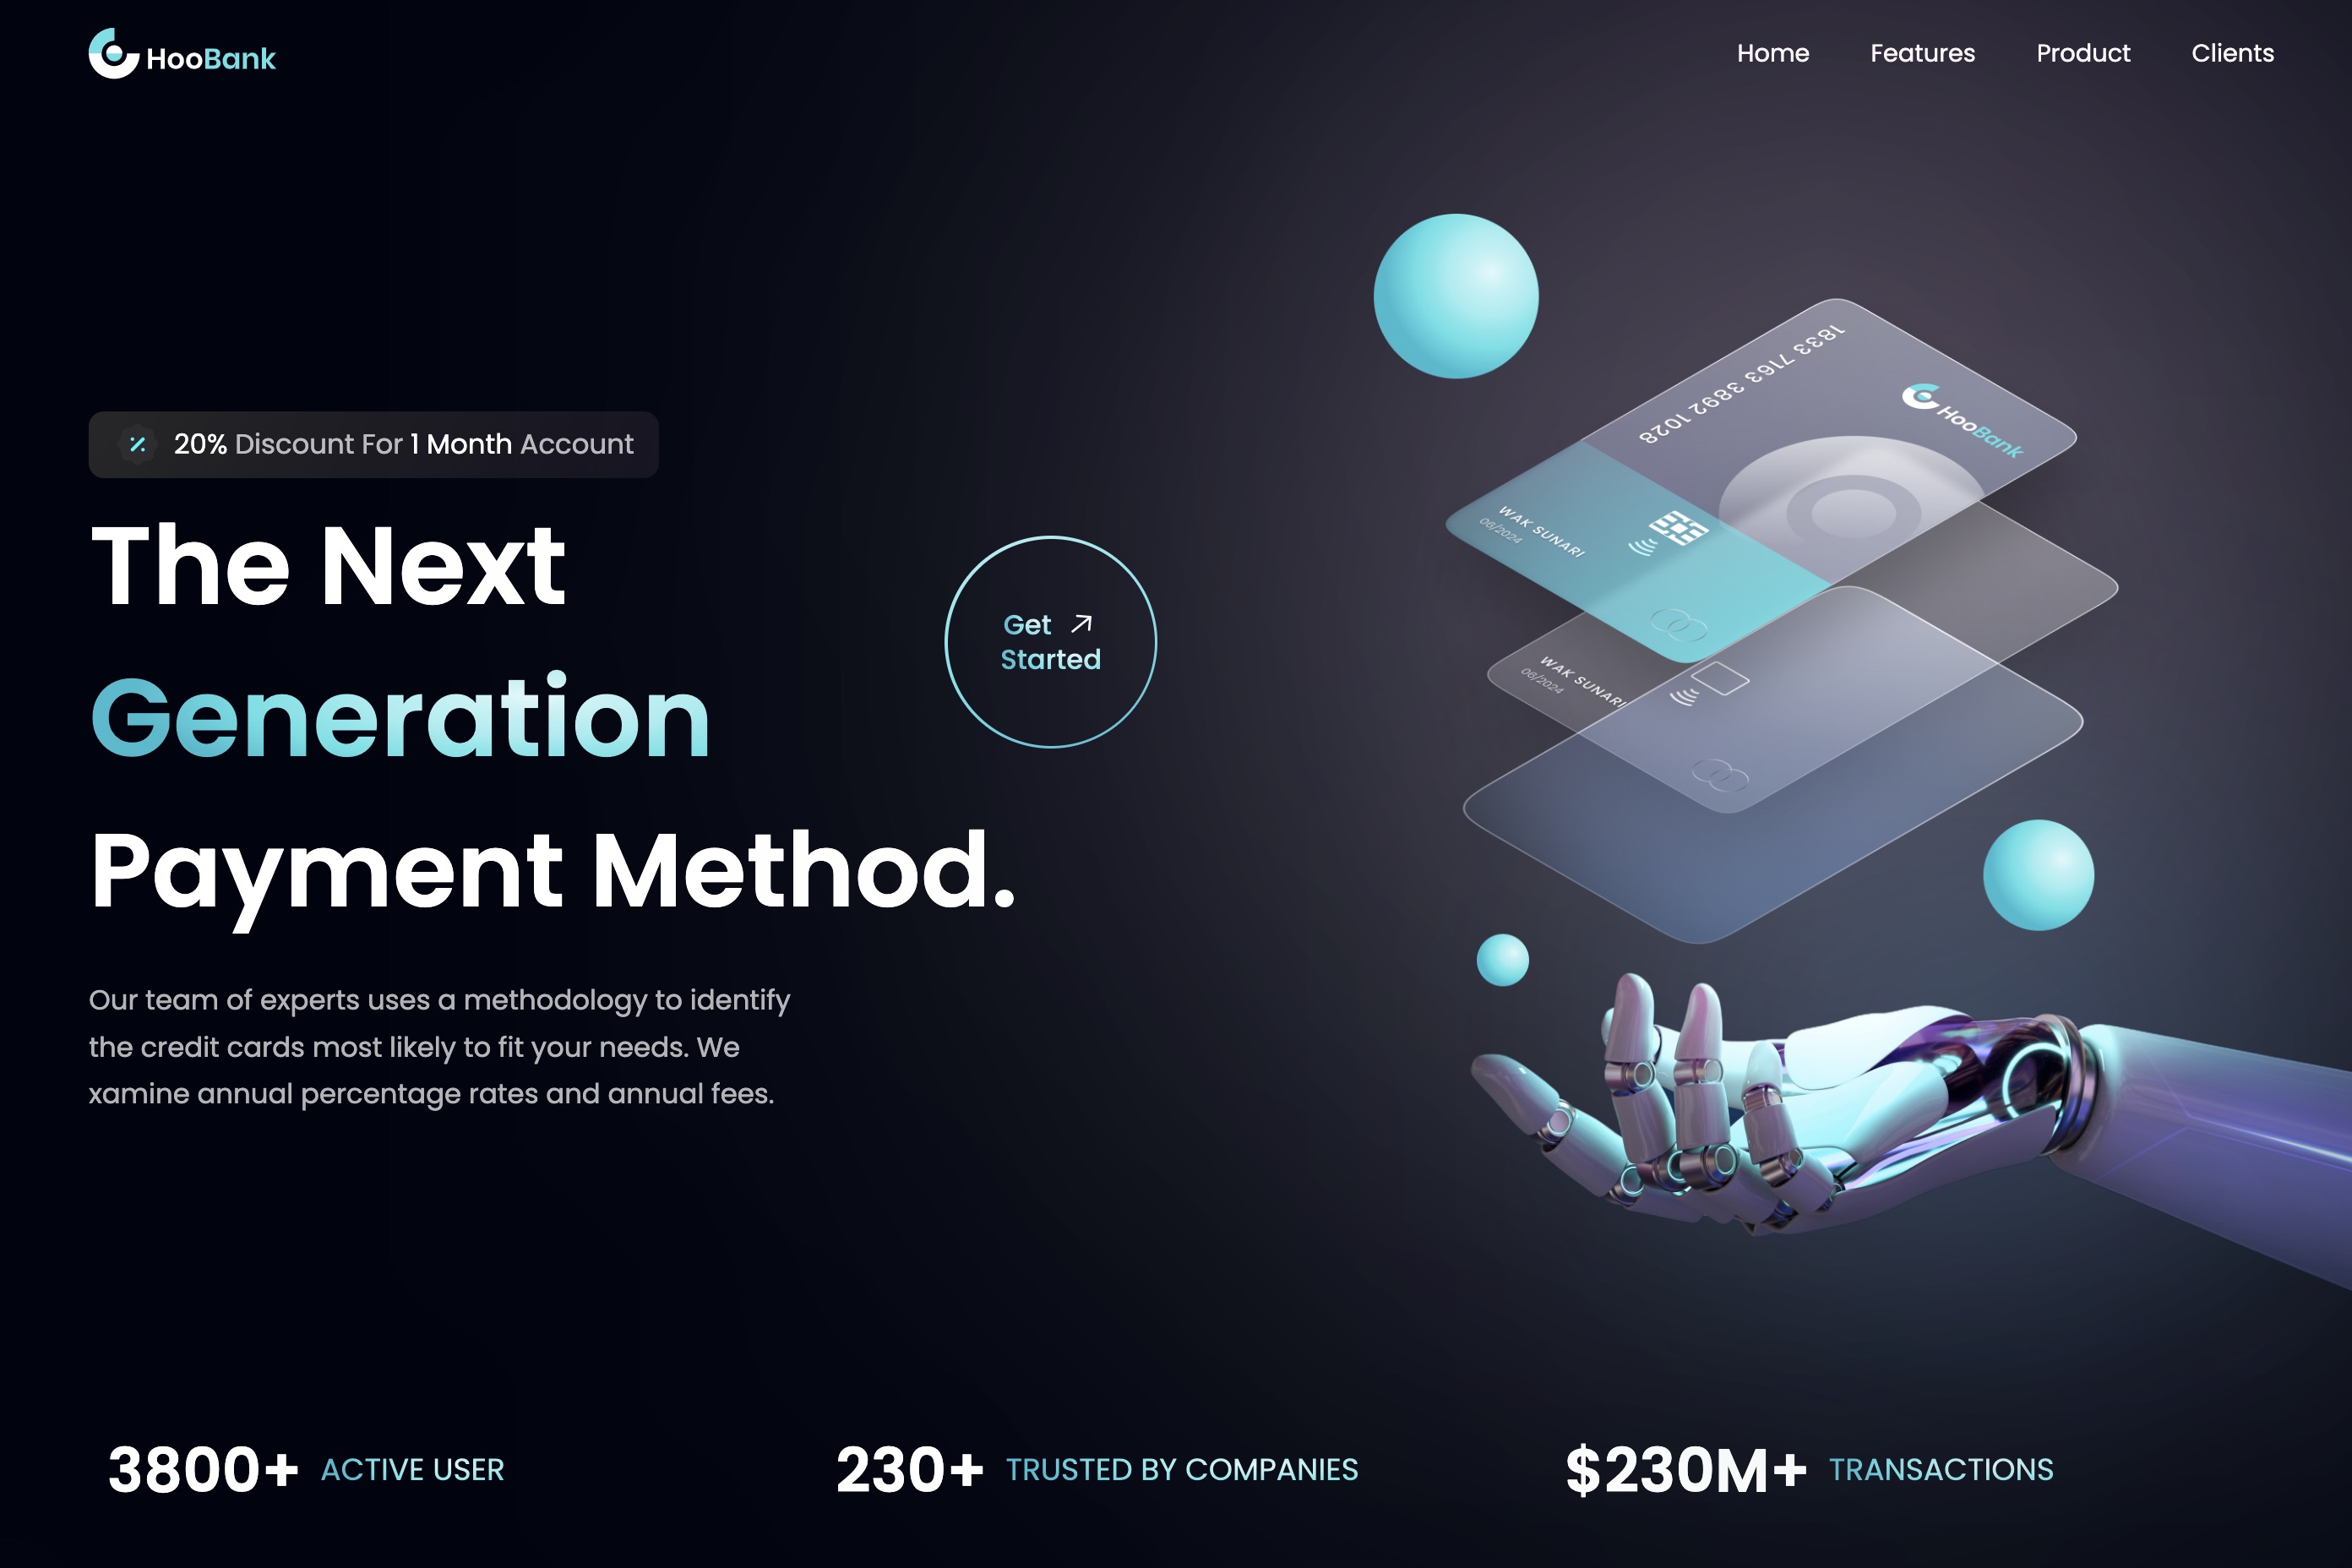 HooBank
Home Features Product Clients
1833 7163 3892 1028
HooBank
20% Discount For 1 Month Account
WAK SUNARI
06/2024
The Next
Get
Started
WAK SUNARI
06/2024
Generation
Payment Method.
Our team of experts uses a methodology to identify
the credit cards most likely to fit your needs. We
xamine annual percentage rates and annual fees.
3800+ ACTIVE USER
230+ TRUSTED BY COMPANIES
$230M+ TRANSACTIONS